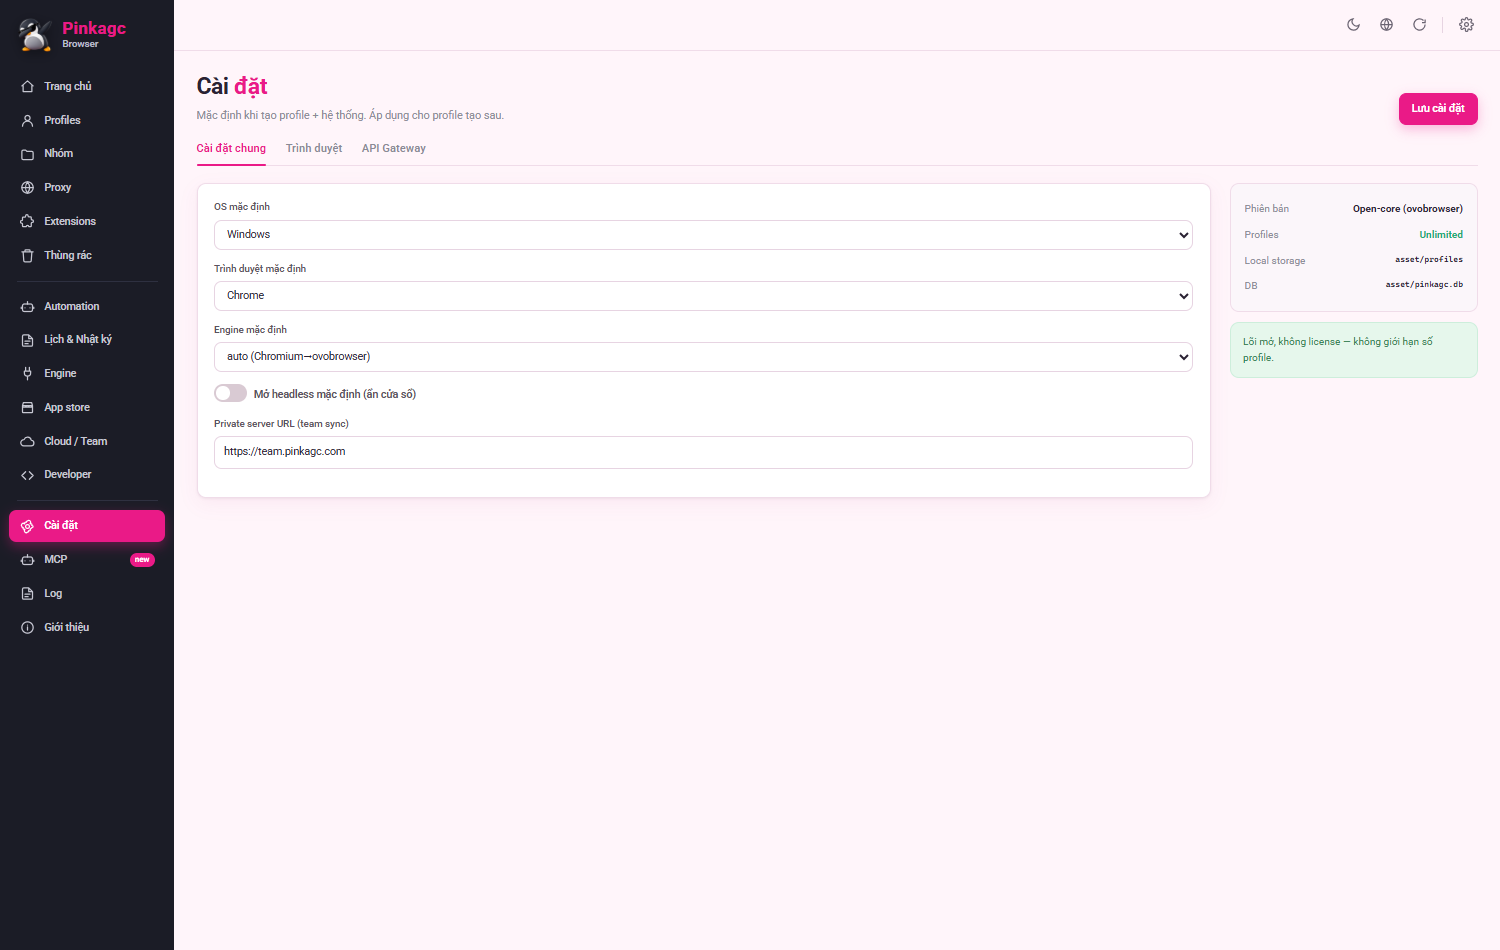 Pinkagc
Browser
Trang chủ
Profiles
Nhóm
Proxy
Extensions
Thùng rác
Automation
Lịch & Nhật ký
Engine
App store
Cloud / Team
Developer
Cài đặt
MCP new
Log
Giới thiệu
Cài đặt
Mặc định khi tạo profile + hệ thống. Áp dụng cho profile tạo sau.
Lưu cài đặt
Cài đặt chung Trình duyệt API Gateway
OS mặc định
Windows
Trình duyệt mặc định
Chrome
Engine mặc định
auto (Chromium→ovobrowser)
Mở headless mặc định (ẩn cửa sổ)
Private server URL (team sync)
https://team.pinkagc.com
Phiên bản Open-core (ovobrowser)
Profiles Unlimited
Local storage asset/profiles
DB asset/pinkagc.db
Lõi mở, không license — không giới hạn số
profile.